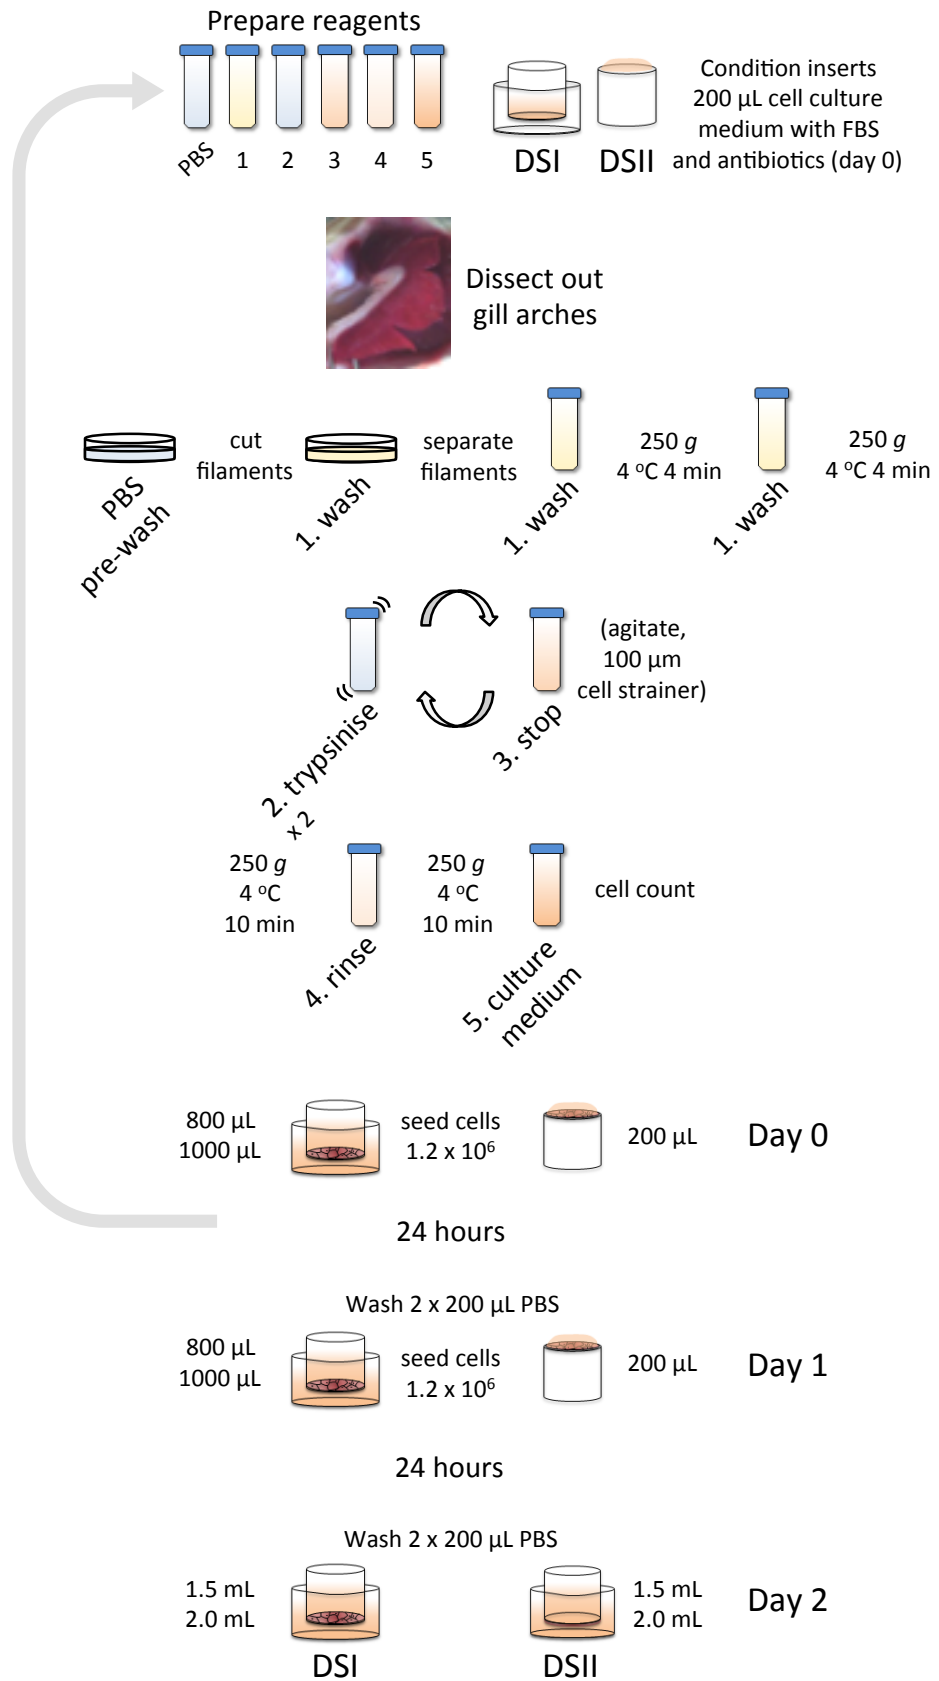 Prepare reagents
PBS
1
2
3
4
5
DSI
DSII
Condition inserts
200 µL cell culture
medium with FBS
and antibiotics (day 0)
Dissect out
gill arches
PBS
pre-wash
cut
filaments
1. wash
separate
filaments
1. wash
250 g
4 °C 4 min
1. wash
250 g
4 °C 4 min
2. trypsinise
x 2
3. stop
(agitate,
100 µm
cell strainer)
250 g
4 °C
10 min
4. rinse
250 g
4 °C
10 min
5. culture
medium
cell count
800 µL
1000 µL
seed cells
1.2 x 10⁶
200 µL
Day 0
24 hours
Wash 2 x 200 µL PBS
800 µL
1000 µL
seed cells
1.2 x 10⁶
200 µL
Day 1
24 hours
Wash 2 x 200 µL PBS
1.5 mL
2.0 mL
1.5 mL
2.0 mL
Day 2
DSI
DSII